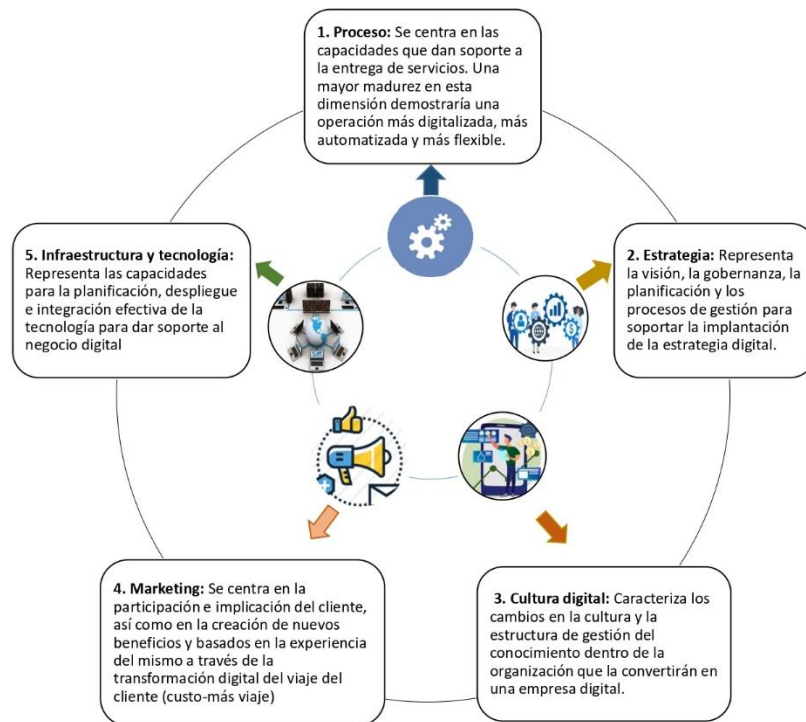 1. Proceso: Se centra en las
capacidades que dan soporte a
la entrega de servicios. Una
mayor madurez en esta
dimensión demostraría una
operación más digitalizada, más
automatizada y más flexible.
2. Estrategia: Representa
la visión, la gobernanza, la
planificación y los
procesos de gestión para
soportar la implantación
de la estrategia digital.
3. Cultura digital: Caracteriza los
cambios en la cultura y la
estructura de gestión del
conocimiento dentro de la
organización que la convertirán en
una empresa digital.
4. Marketing: Se centra en la
participación e implicación del cliente,
así como en la creación de nuevos
beneficios y basados en la experiencia
del mismo a través de la
transformación digital del viaje del
cliente (custo-más viaje)
5. Infraestructura y tecnología:
Representa las capacidades
para la planificación, despliegue
e integración efectiva de la
tecnología para dar soporte al
negocio digital